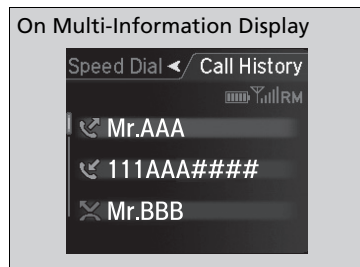 On Multi-Information Display
Speed Dial Call History
RM
Mr.AAA
111AAA####
Mr.BBB